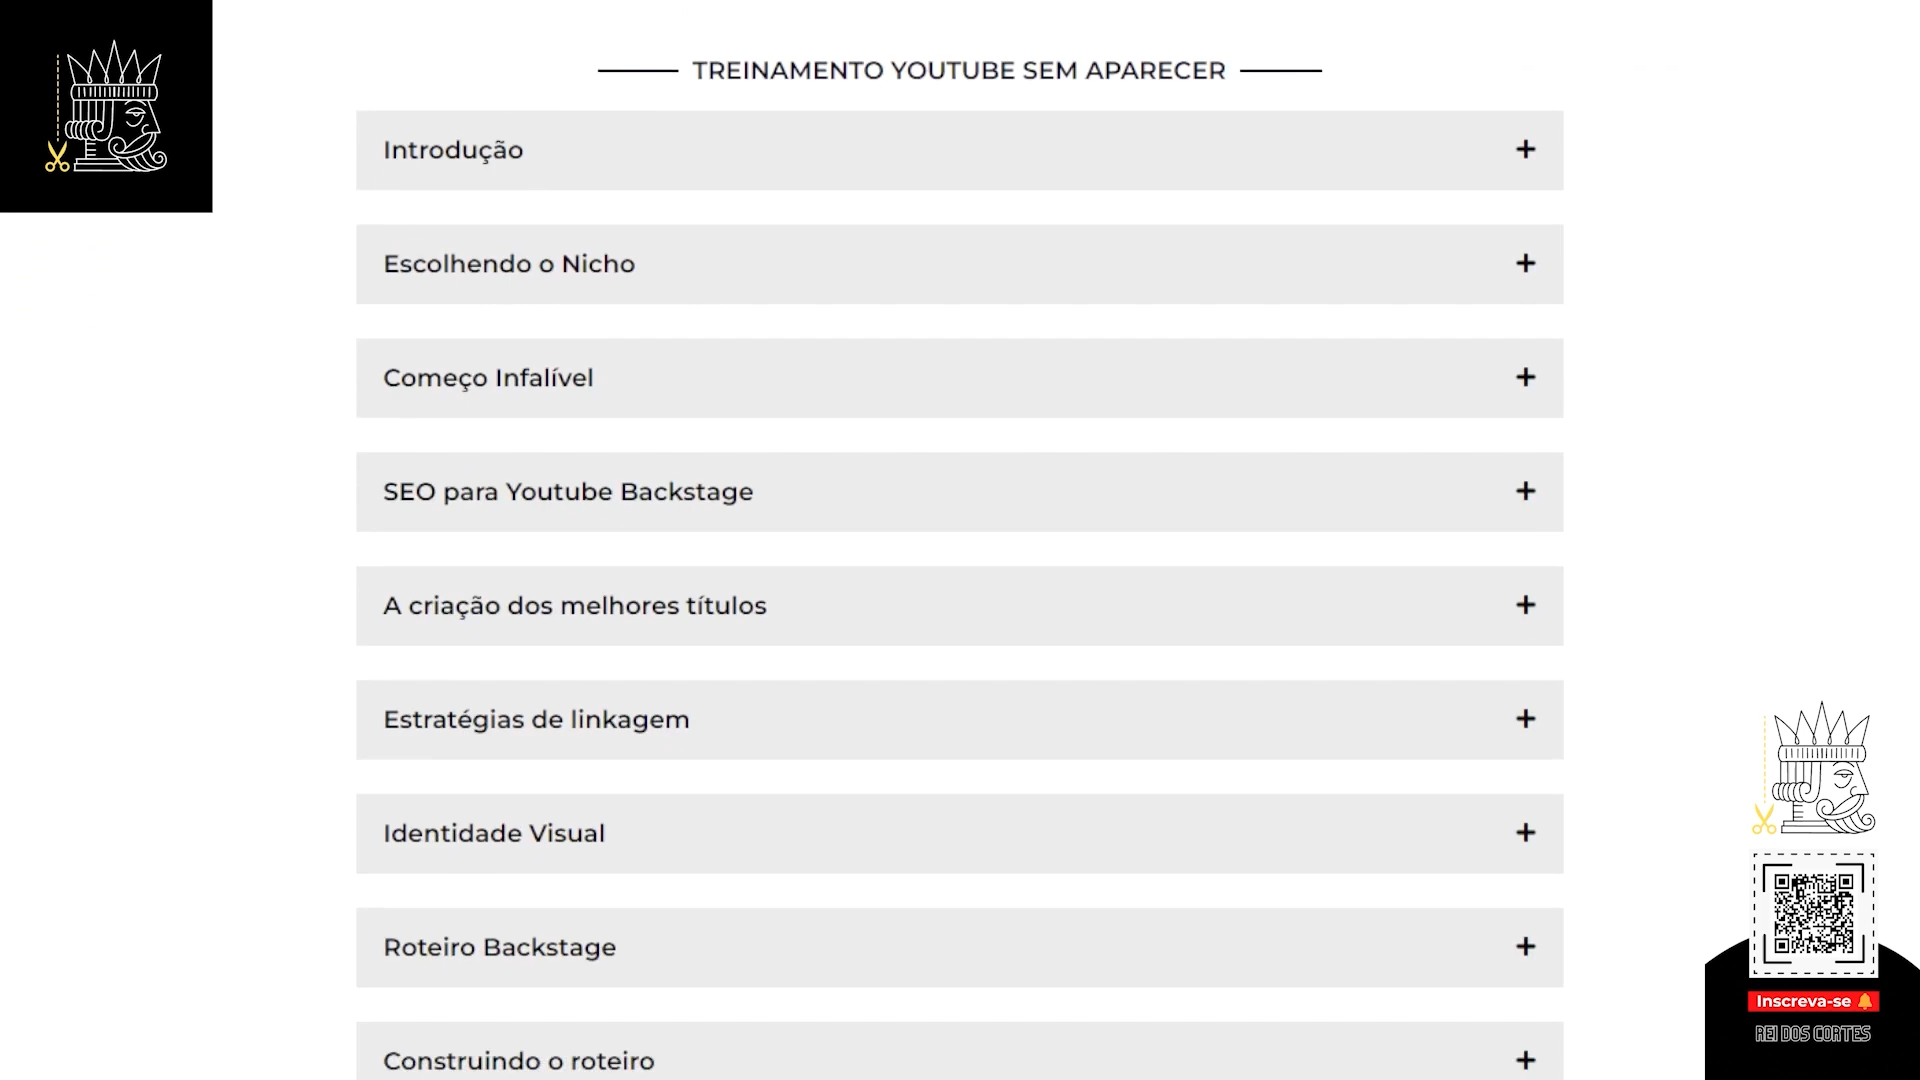 TREINAMENTO YOUTUBE SEM APARECER
Introdução
Escolhendo o Nicho
Começo Infalível
SEO para Youtube Backstage
A criação dos melhores títulos
Estratégias de linkagem
Identidade Visual
Roteiro Backstage
Construindo o roteiro
Inscreva-se
REI DOS CORTES